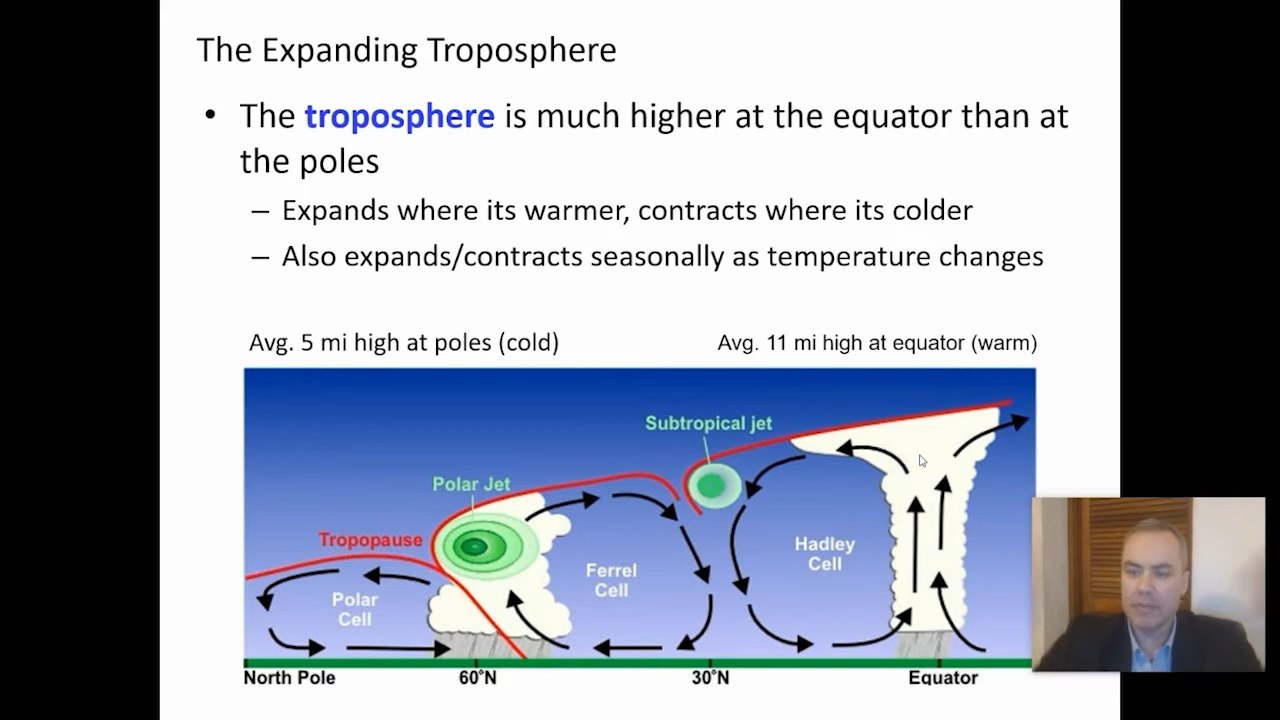 The Expanding Troposphere
• The troposphere is much higher at the equator than at
the poles
– Expands where its warmer, contracts where its colder
– Also expands/contracts seasonally as temperature changes
Avg. 5 mi high at poles (cold)
Avg. 11 mi high at equator (warm)
Subtropical jet
Polar Jet
Tropopause
Hadley
Cell
Ferrel
Cell
Polar
Cell
North Pole
60°N
30°N
Equator